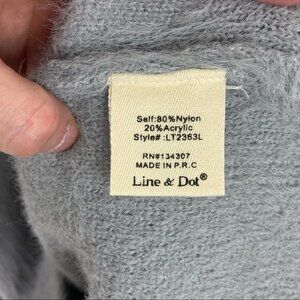 Self:80%Nylon
20%Acrylic
Style#:LT2363L
RN#134307
MADE IN P.R.C
Line & Dot®